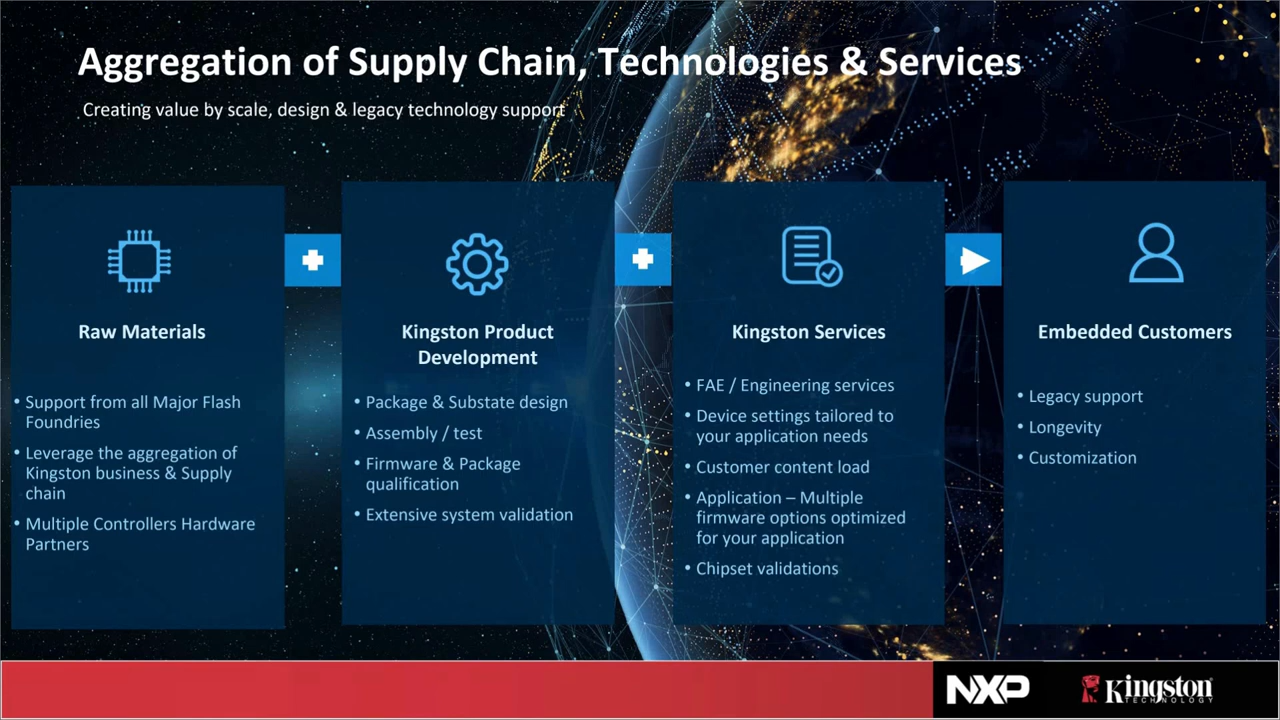 Aggregation of Supply Chain, Technologies & Services
Creating value by scale, design & legacy technology support
Raw Materials
• Support from all Major Flash
Foundries
• Leverage the aggregation of
Kingston business & Supply
chain
• Multiple Controllers Hardware
Partners
Kingston Product
Development
• Package & Substate design
• Assembly / test
• Firmware & Package
qualification
• Extensive system validation
Kingston Services
• FAE / Engineering services
• Device settings tailored to
your application needs
• Customer content load
• Application – Multiple
firmware options optimized
for your application
• Chipset validations
Embedded Customers
• Legacy support
• Longevity
• Customization
NXP
Kingston
TECHNOLOGY